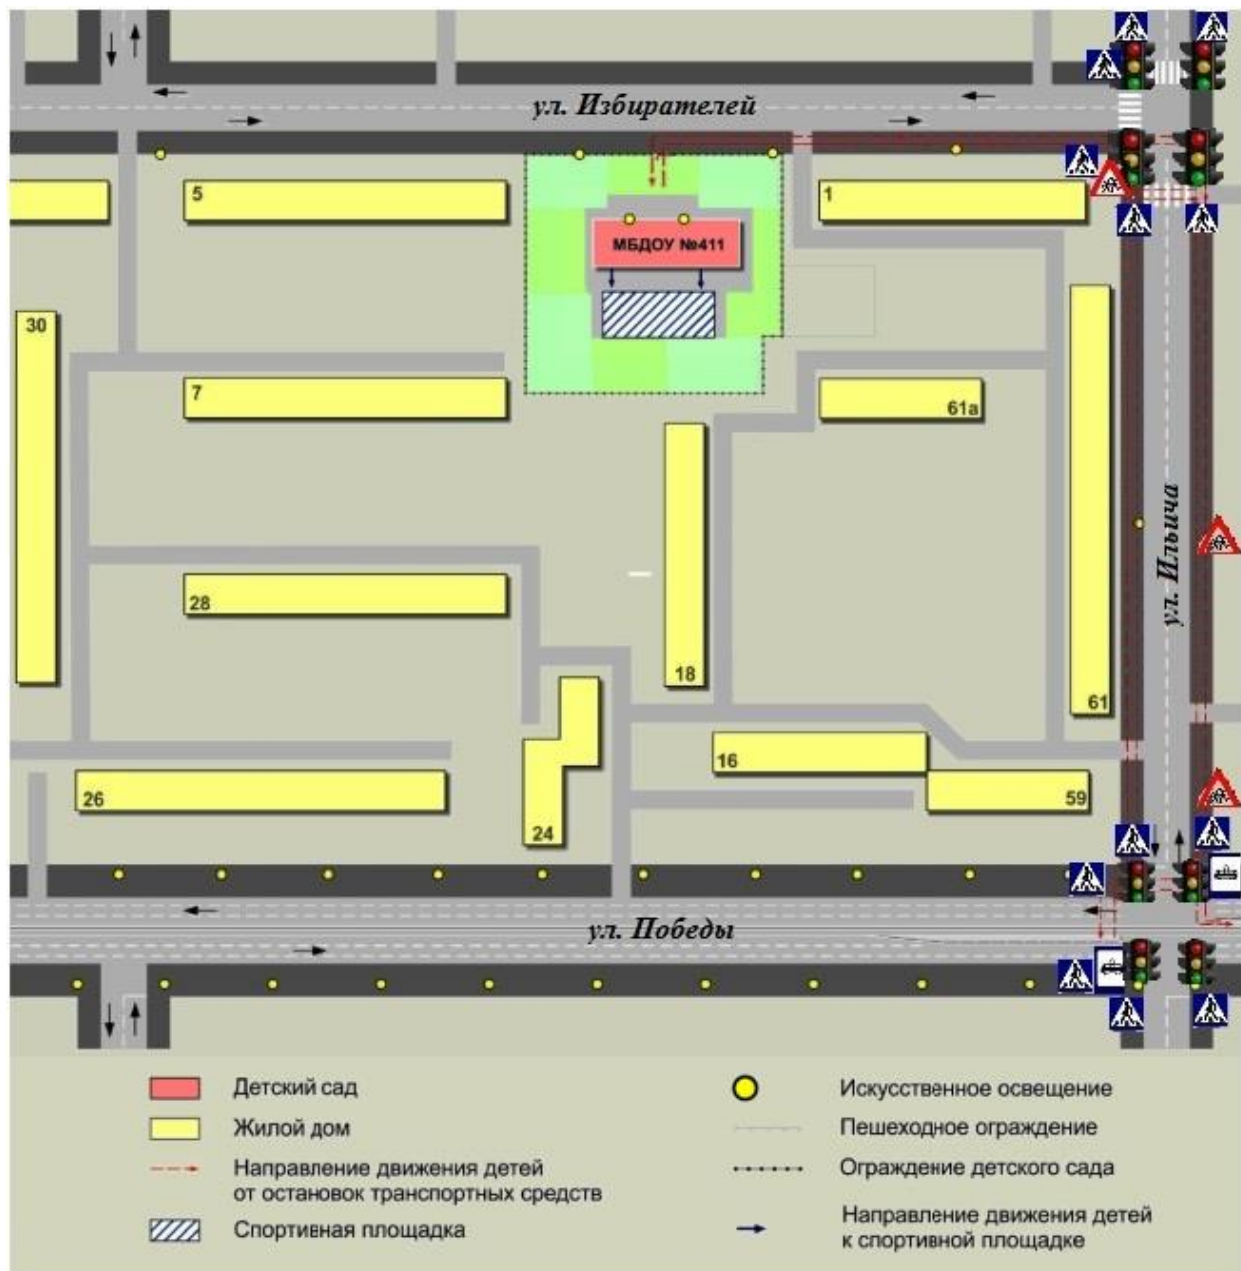 ул. Избирателей
5
1
МБДОУ №411
30
7
61а
ул. Ильича
28
18
61
16
26
59
24
ул. Победы
Детский сад
Жилой дом
Направление движения детей
от остановок транспортных средств
Спортивная площадка
Искусственное освещение
Пешеходное ограждение
Ограждение детского сада
Направление движения детей
к спортивной площадке